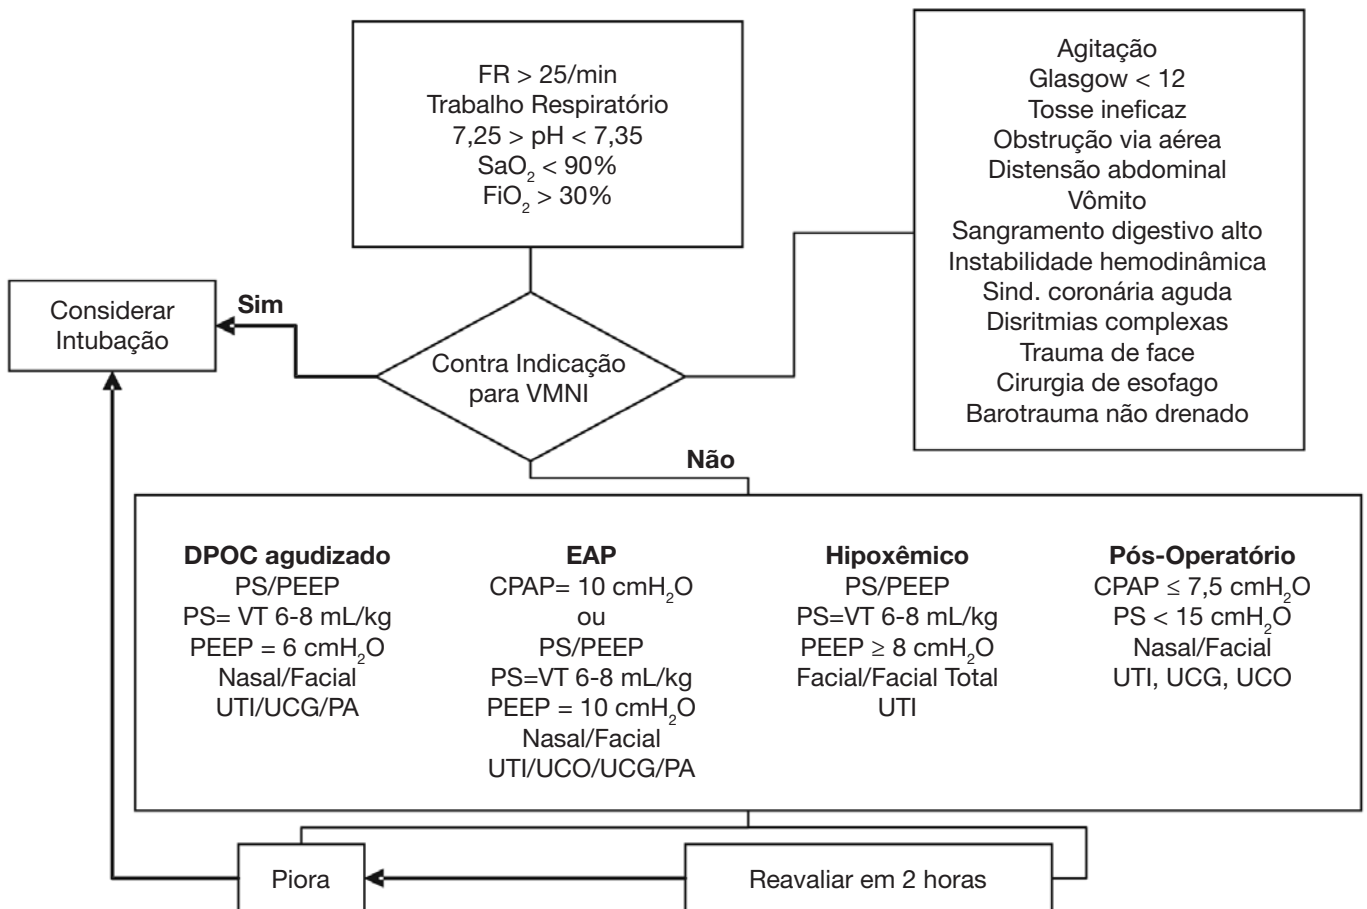 FR > 25/min
Trabalho Respiratório
7,25 > pH < 7,35
SaO₂ < 90%
FiO₂ > 30%
Agitação
Glasgow < 12
Tosse ineficaz
Obstrução via aérea
Distensão abdominal
Vômito
Sangramento digestivo alto
Instabilidade hemodinâmica
Sind. coronária aguda
Disritmias complexas
Trauma de face
Cirurgia de esofago
Barotrauma não drenado
Considerar
Intubação
Sim
Contra Indicação
para VMNI
Não
DPOC agudizado
PS/PEEP
PS= VT 6-8 mL/kg
PEEP = 6 cmH₂O
Nasal/Facial
UTI/UCG/PA
EAP
CPAP= 10 cmH₂O
ou
PS/PEEP
PS=VT 6-8 mL/kg
PEEP = 10 cmH₂O
Nasal/Facial
UTI/UCO/UCG/PA
Hipoxêmico
PS/PEEP
PS=VT 6-8 mL/kg
PEEP ≥ 8 cmH₂O
Facial/Facial Total
UTI
Pós-Operatório
CPAP ≤ 7,5 cmH₂O
PS < 15 cmH₂O
Nasal/Facial
UTI, UCG, UCO
Piora
Reavaliar em 2 horas